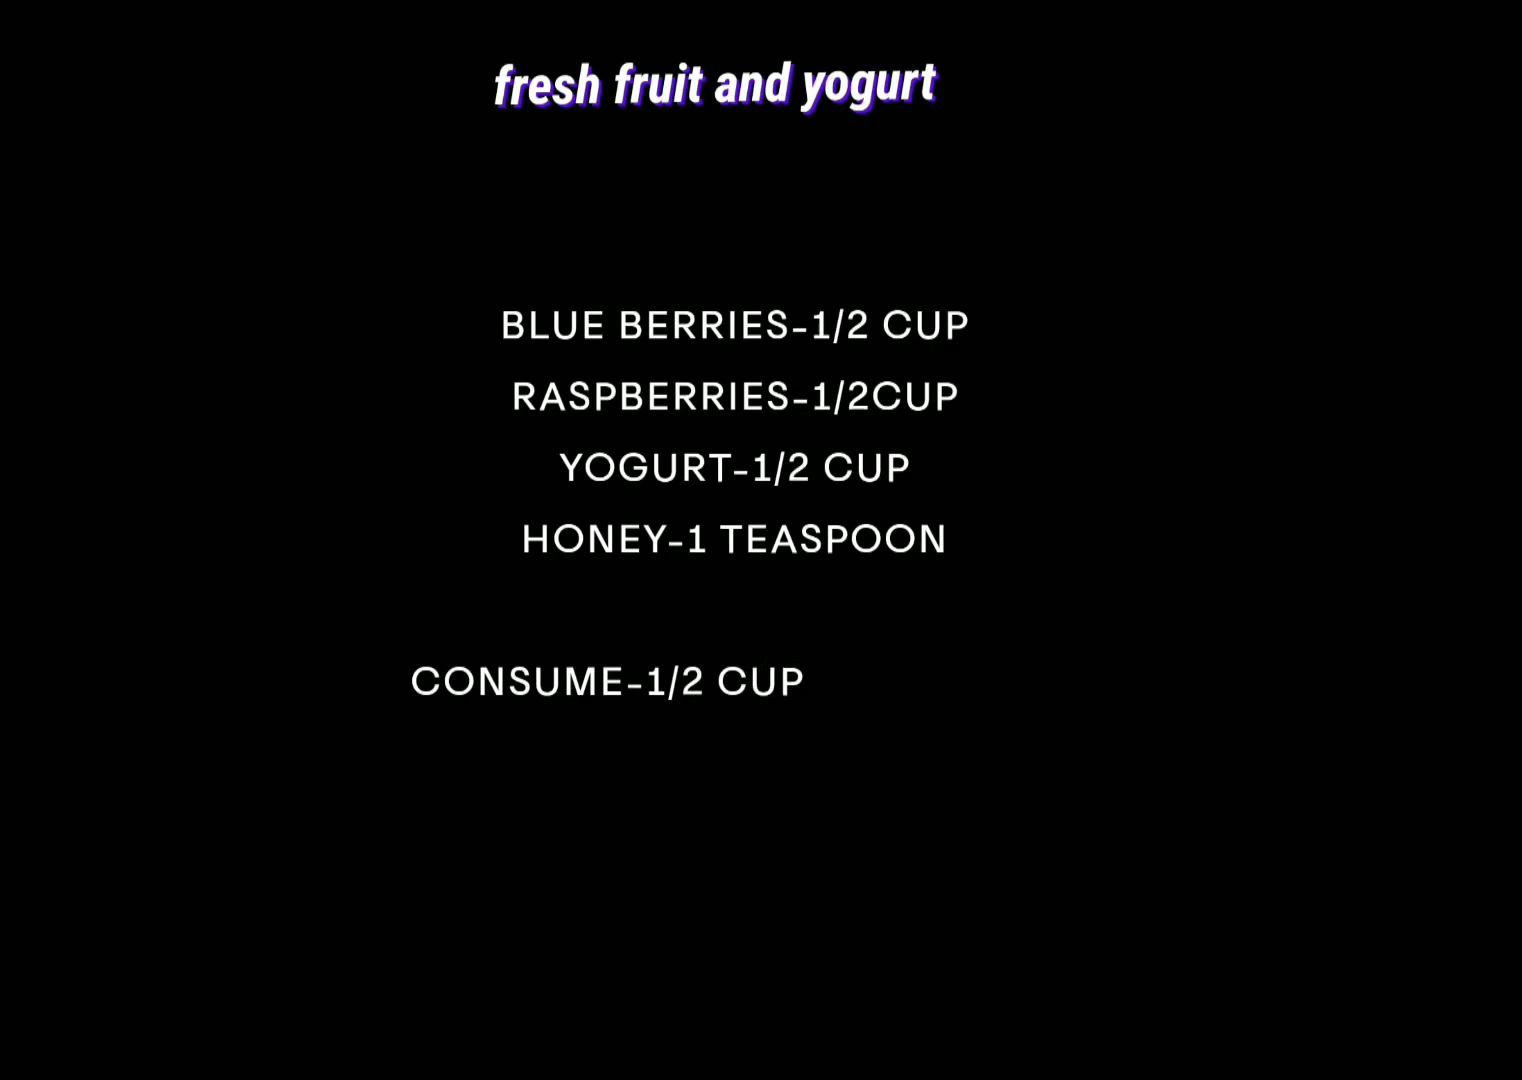 fresh fruit and yogurt
BLUE BERRIES-1/2 CUP
RASPBERRIES-1/2CUP
YOGURT-1/2 CUP
HONEY-1 TEASPOON
CONSUME-1/2 CUP